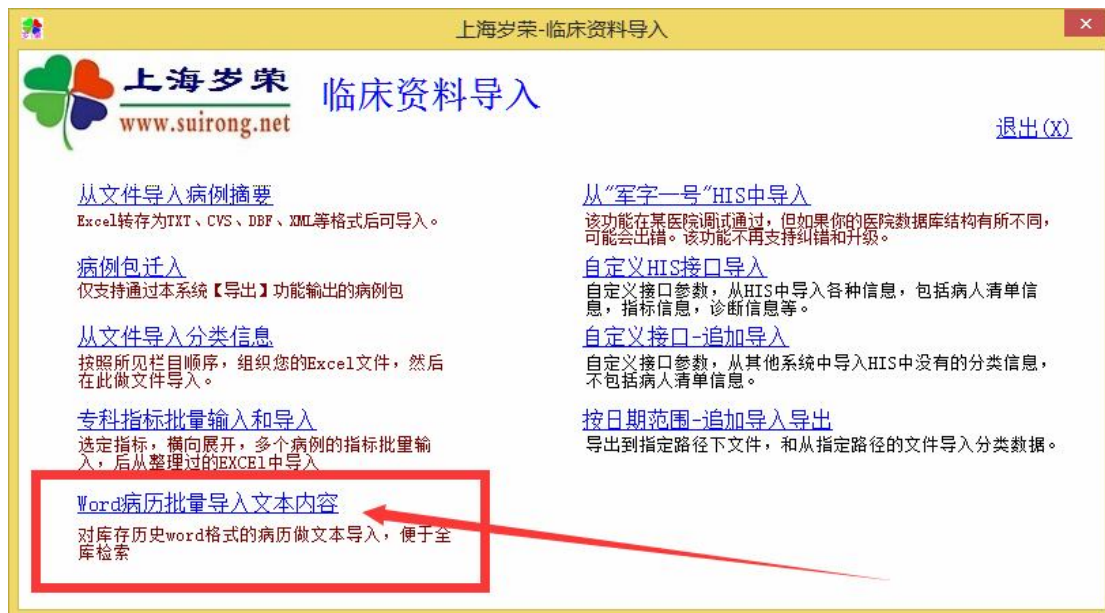 上海岁荣-临床资料导入
上海岁荣
www.suirong.net
临床资料导入
退出(X)
从文件导入病例摘要
Excel转存为TXT、CVS、DBF、XML等格式后可导入。
病例包迁入
仅支持通过本系统【导出】功能输出的病例包
从文件导入分类信息
按照所见栏目顺序，组织您的Excel文件，然后
在此做文件导入。
专科指标批量输入和导入
选定指标，横向展开，多个病例的指标批量输
入，后从整理过的EXCEl中导入
Word病历批量导入文本内容
对库存历史word格式的病历做文本导入，便于全
库检索
从“军字一号”HIS中导入
该功能在某医院调试通过，但如果你的医院数据库结构有所不同，
可能会出错。该功能不再支持纠错和升级。
自定义HIS接口导入
自定义接口参数，从HIS中导入各种信息，包括病人清单信
息，指标信息，诊断信息等。
自定义接口-追加导入
自定义接口参数，从其他系统中导入HIS中没有的分类信息，
不包括病人清单信息。
按日期范围-追加导入导出
导出到指定路径下文件，和从指定路径的文件导入分类数据。